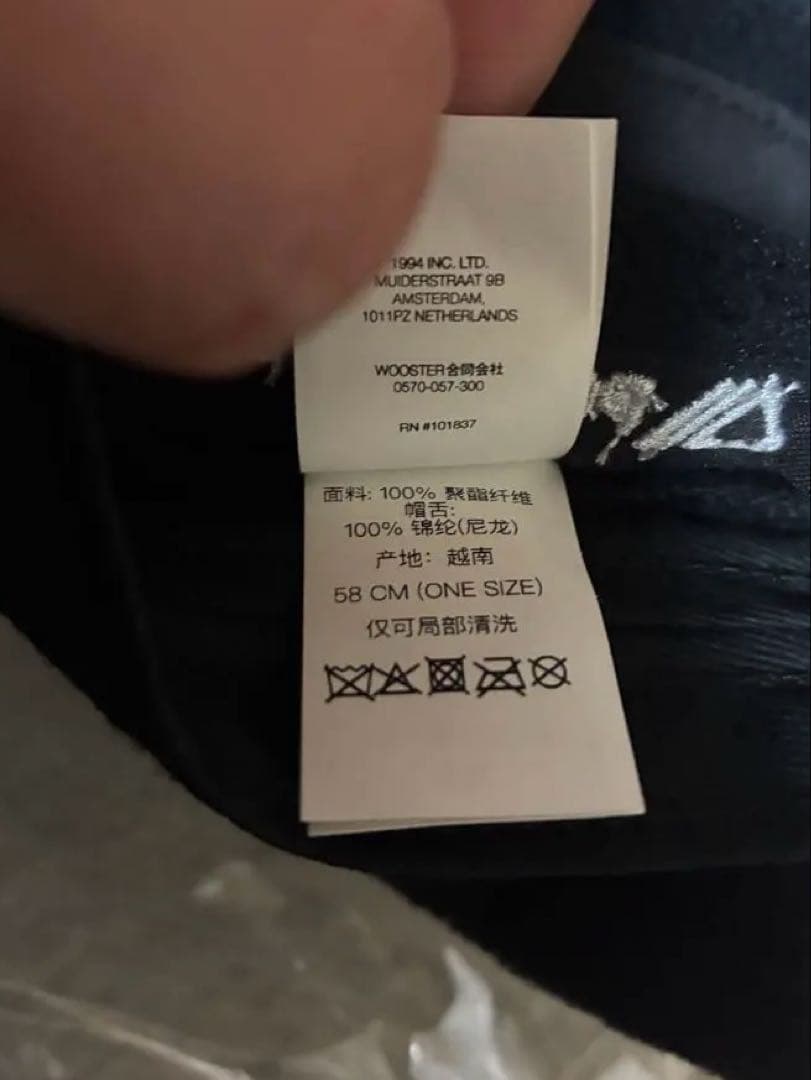 1994 INC. LTD.
MUIDERSTRAAT 9B
AMSTERDAM,
1011PZ NETHERLANDS
WOOSTER合同会社
0570-057-300
RN #101837
面料: 100% 聚酯纤维
帽舌:
100% 锦纶(尼龙)
产地: 越南
58 CM (ONE SIZE)
仅可局部清洗